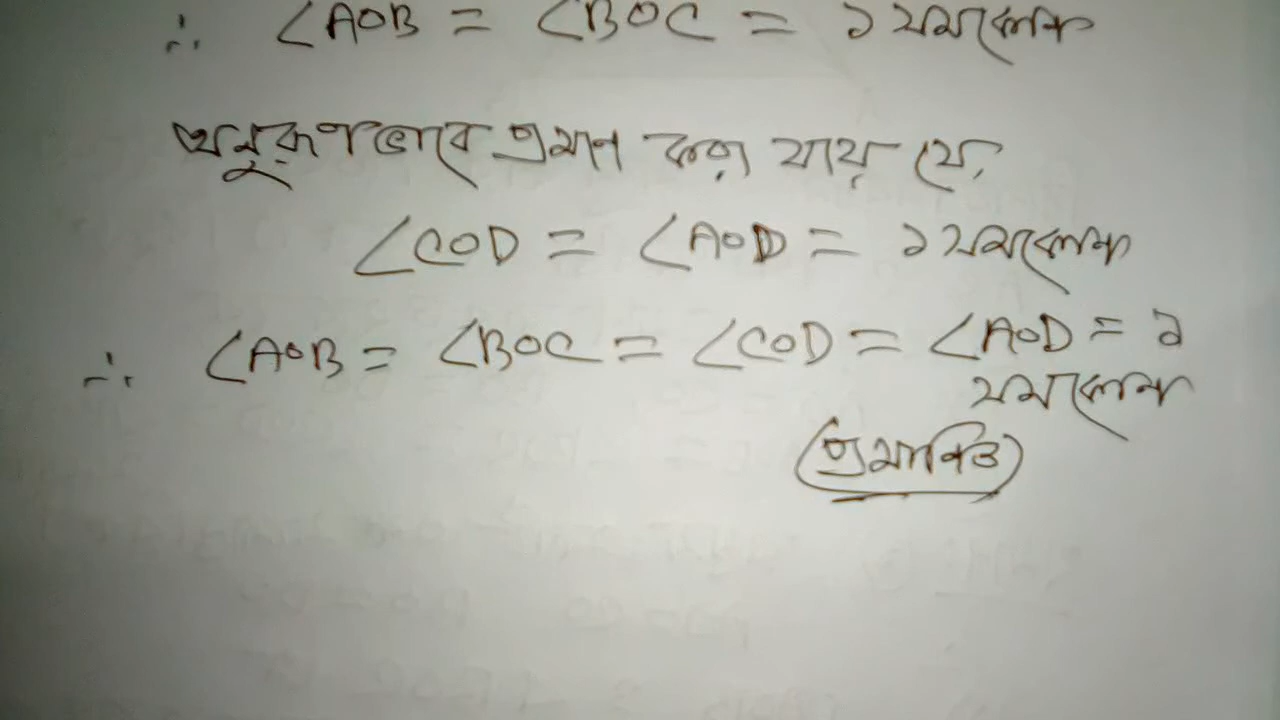 ∴ ∠AOB = ∠BOC = ১ সমকোণ
অনুরূপভাবে প্রমাণ করা যায় যে,
∠COD = ∠AOD = ১ সমকোণ
∴ ∠AOB = ∠BOC = ∠COD = ∠AOD = ১
সমকোণ
(প্রমাণিত)